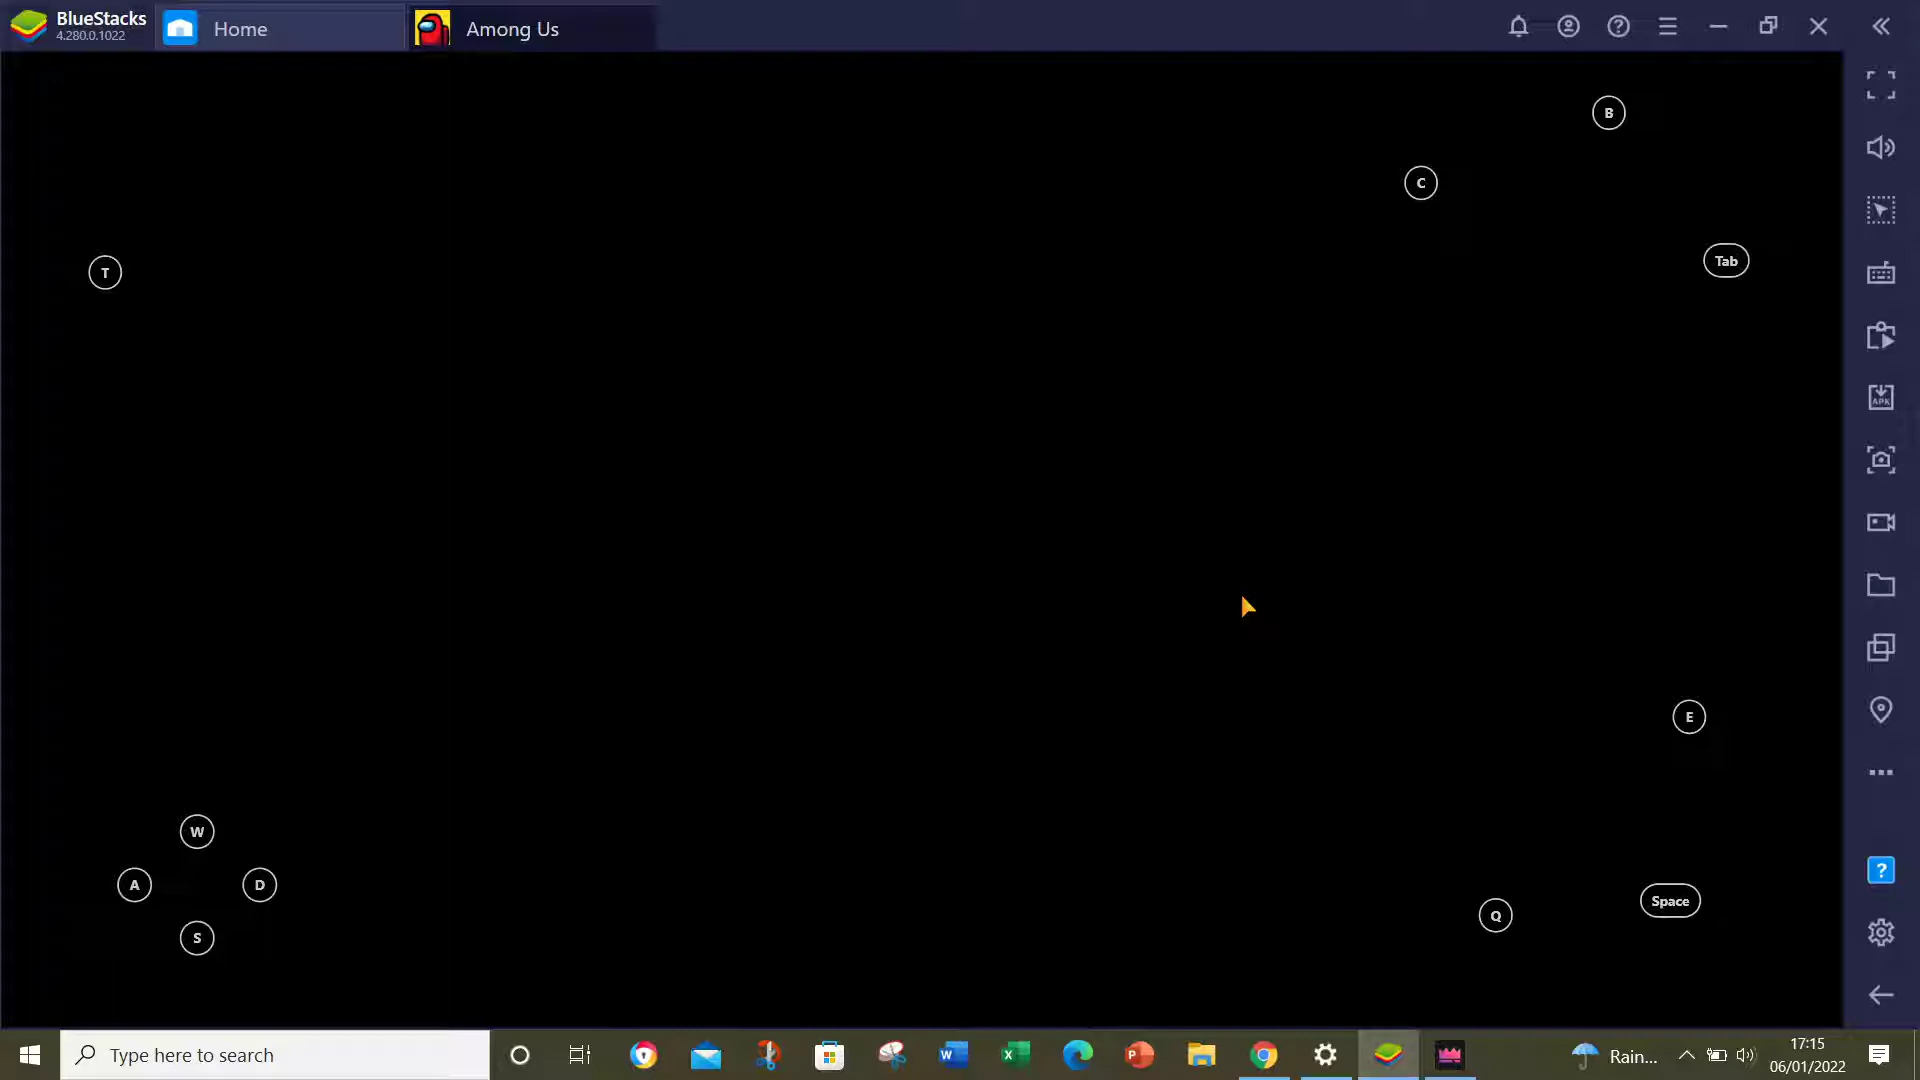 BlueStacks
4.280.0.1022
Home
Among Us
B
C
Tab
T
APK
E
W
A
D
S
Q
Space
?
Type here to search
W
X
P
Rain...
17:15
06/01/2022